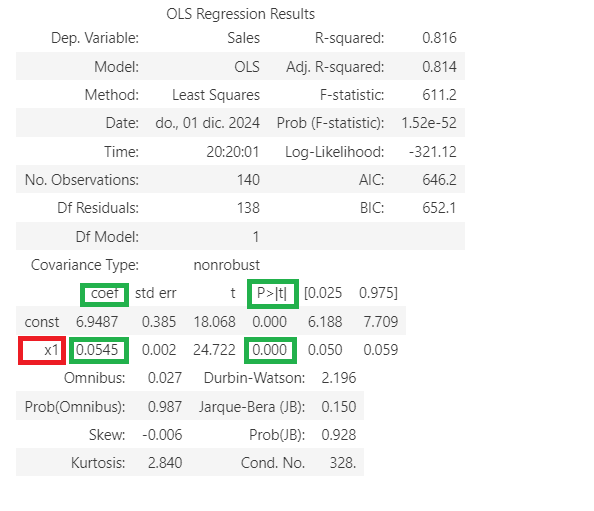 OLS Regression Results
Dep. Variable: Sales R-squared: 0.816
Model: OLS Adj. R-squared: 0.814
Method: Least Squares F-statistic: 611.2
Date: do., 01 dic. 2024 Prob (F-statistic): 1.52e-52
Time: 20:20:01 Log-Likelihood: -321.12
No. Observations: 140 AIC: 646.2
Df Residuals: 138 BIC: 652.1
Df Model: 1
Covariance Type: nonrobust
coef std err t P>|t| [0.025 0.975]
const 6.9487 0.385 18.068 0.000 6.188 7.709
x1 0.0545 0.002 24.722 0.000 0.050 0.059
Omnibus: 0.027 Durbin-Watson: 2.196
Prob(Omnibus): 0.987 Jarque-Bera (JB): 0.150
Skew: -0.006 Prob(JB): 0.928
Kurtosis: 2.840 Cond. No. 328.